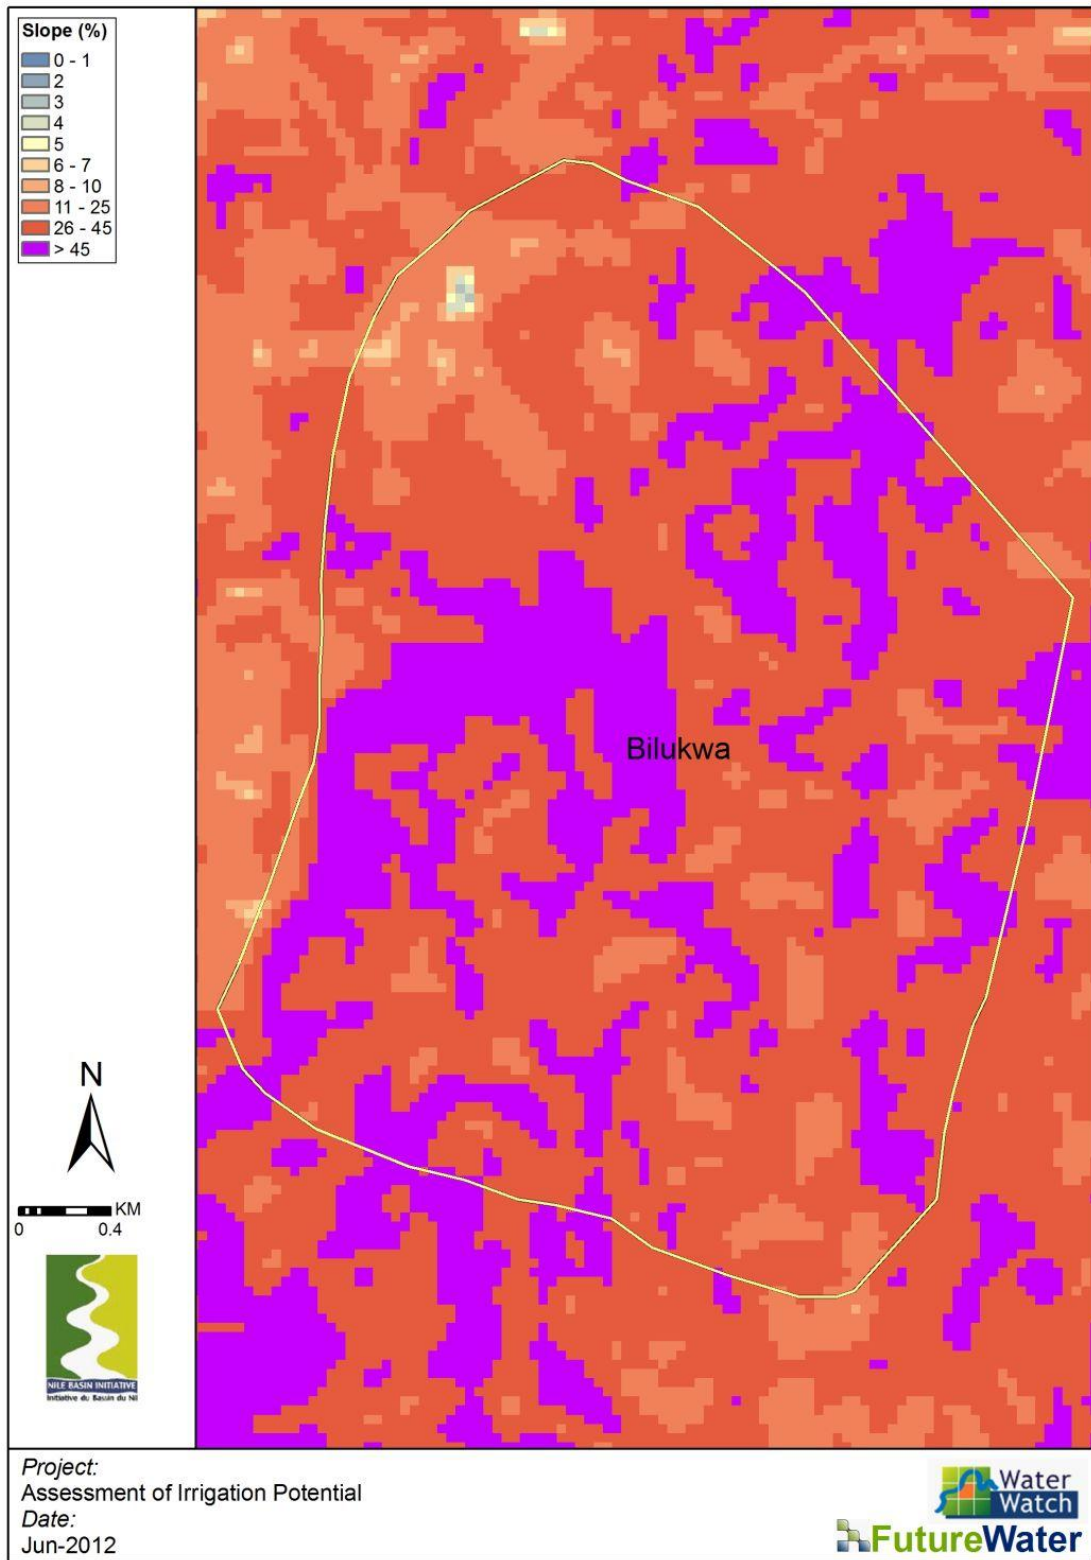 Slope (%)
0 - 1
2
3
4
5
6 - 7
8 - 10
11 - 25
26 - 45
> 45
Bilukwa
N
KM
0 0.4
NILE BASIN INITIATIVE
Initiative du Bassin du Nil
Project:
Assessment of Irrigation Potential
Date:
Jun-2012
Water
Watch
FutureWater